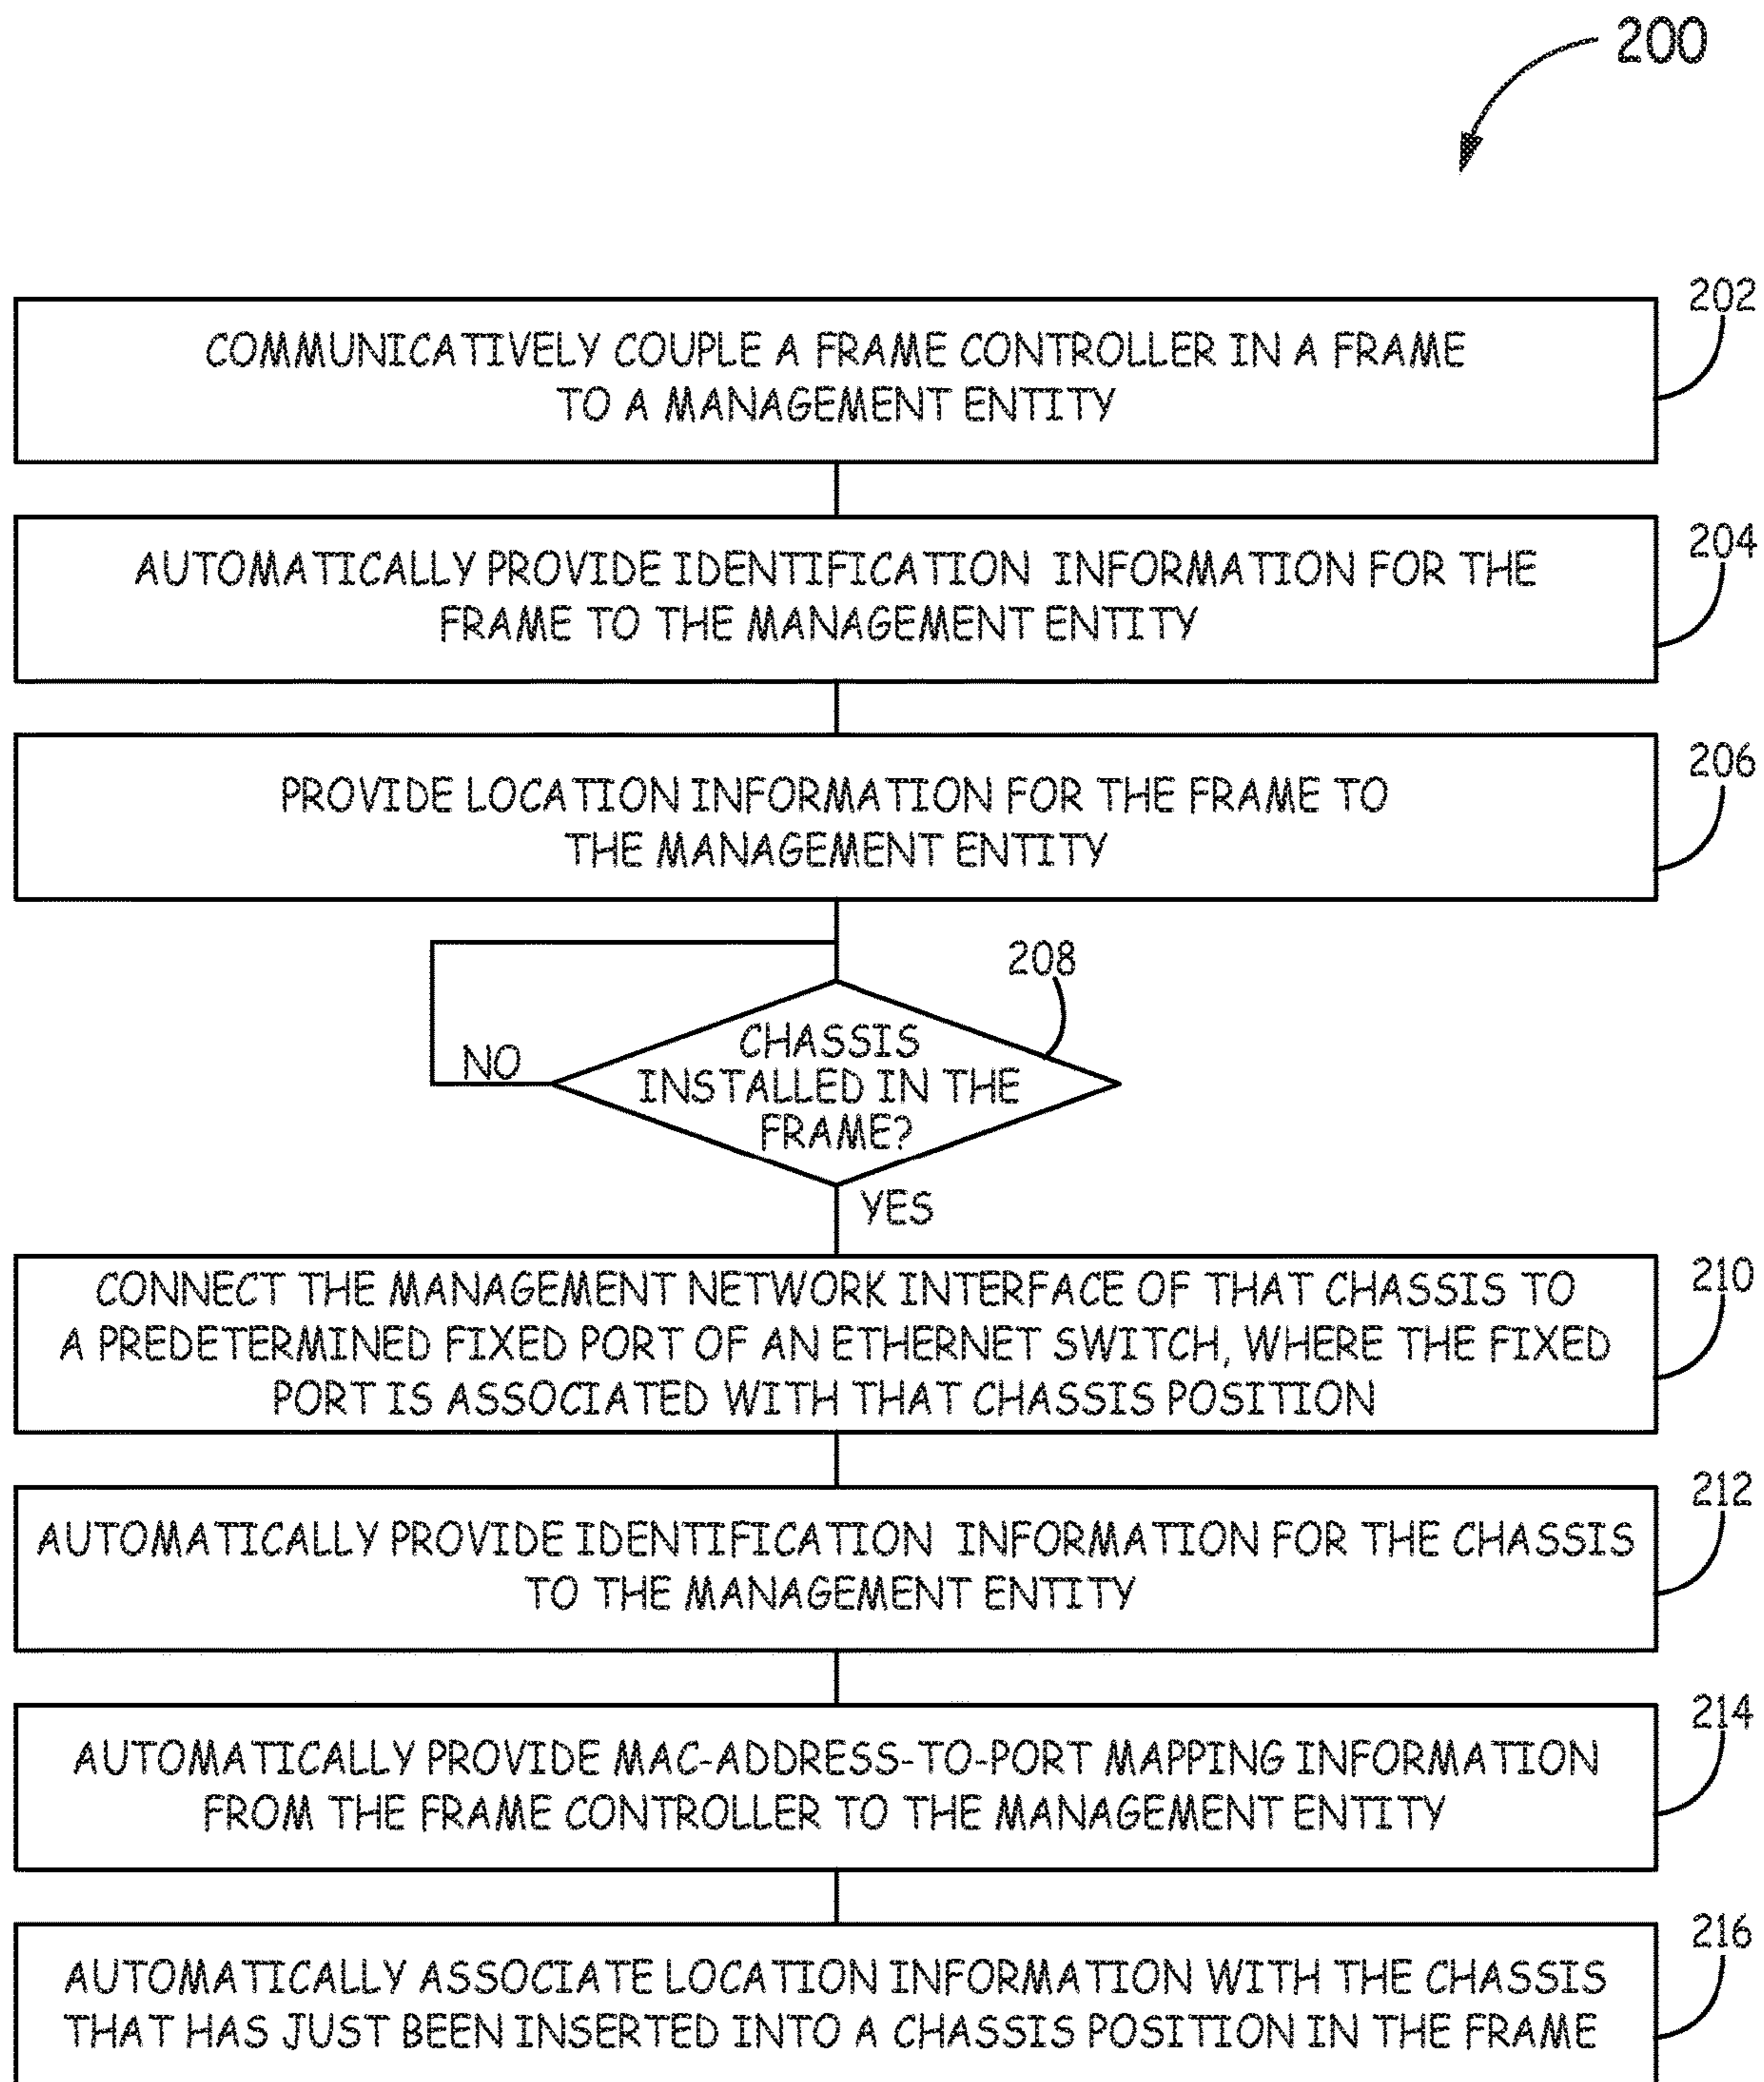 200
202
COMMUNICATIVELY COUPLE A FRAME CONTROLLER IN A FRAME
TO A MANAGEMENT ENTITY
204
AUTOMATICALLY PROVIDE IDENTIFICATION INFORMATION FOR THE
FRAME TO THE MANAGEMENT ENTITY
206
PROVIDE LOCATION INFORMATION FOR THE FRAME TO
THE MANAGEMENT ENTITY
208
CHASSIS
INSTALLED IN THE
FRAME?
NO
YES
210
CONNECT THE MANAGEMENT NETWORK INTERFACE OF THAT CHASSIS TO
A PREDETERMINED FIXED PORT OF AN ETHERNET SWITCH, WHERE THE FIXED
PORT IS ASSOCIATED WITH THAT CHASSIS POSITION
212
AUTOMATICALLY PROVIDE IDENTIFICATION INFORMATION FOR THE CHASSIS
TO THE MANAGEMENT ENTITY
214
AUTOMATICALLY PROVIDE MAC-ADDRESS-TO-PORT MAPPING INFORMATION
FROM THE FRAME CONTROLLER TO THE MANAGEMENT ENTITY
216
AUTOMATICALLY ASSOCIATE LOCATION INFORMATION WITH THE CHASSIS
THAT HAS JUST BEEN INSERTED INTO A CHASSIS POSITION IN THE FRAME